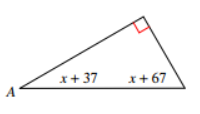 x + 37 x + 67
A